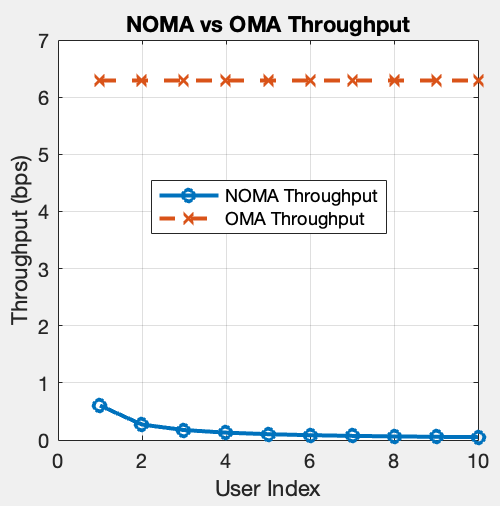 NOMA vs OMA Throughput
7
6
5
4
3
2
1
0
Throughput (bps)
NOMA Throughput
OMA Throughput
0 2 4 6 8 10
User Index